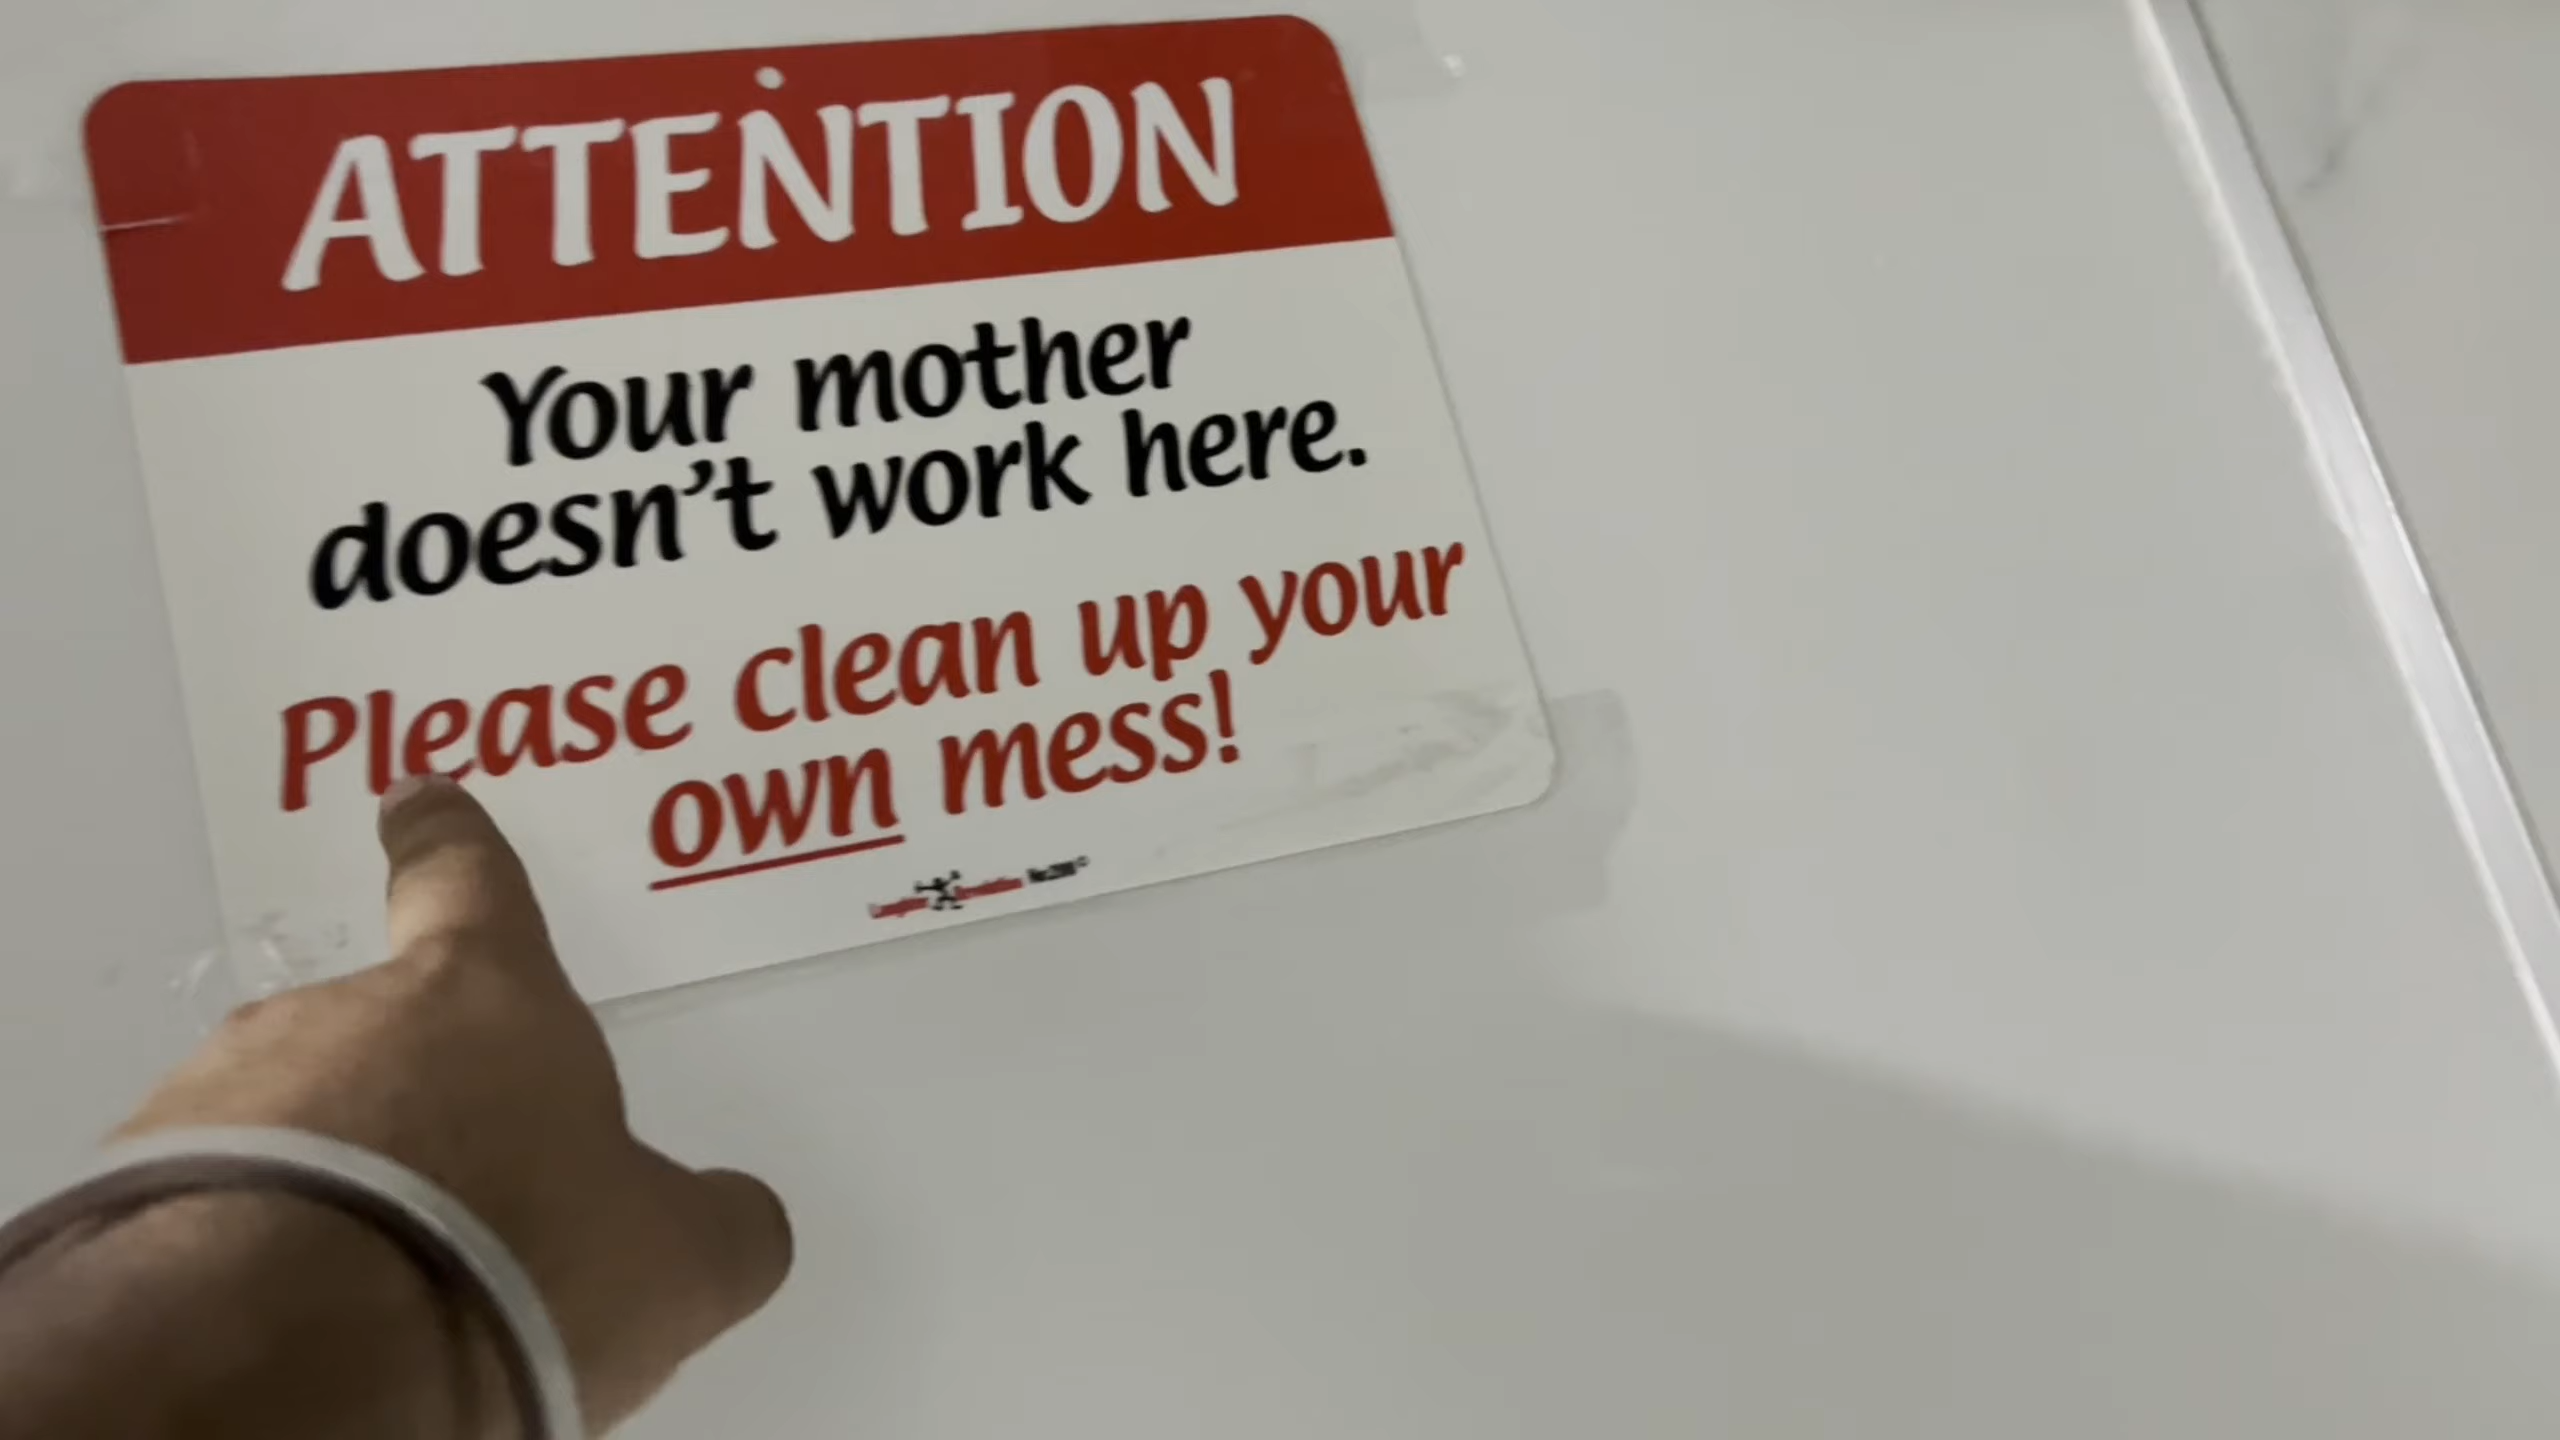 ATTENTION
Your mother
doesn't work here.
Please clean up your
own mess!